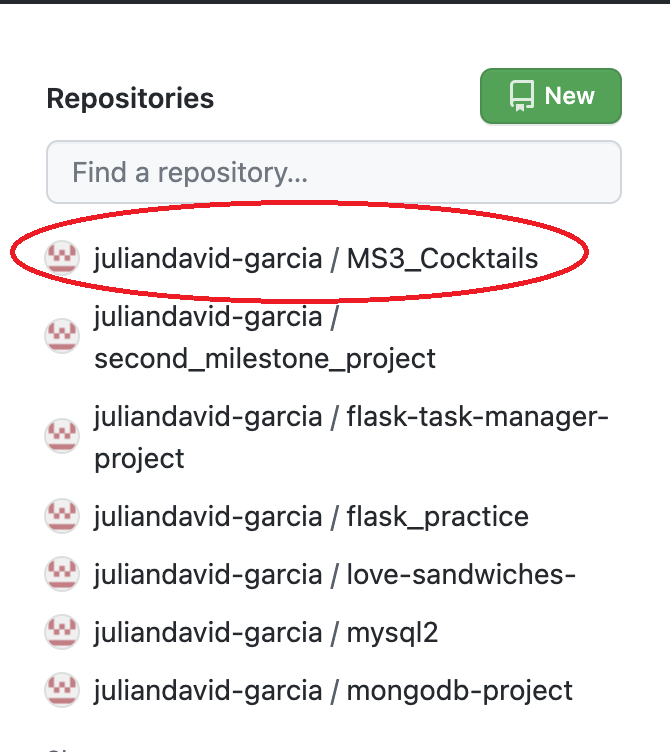 Repositories
New
Find a repository...
juliandavid-garcia / MS3_Cocktails
juliandavid-garcia /
second_milestone_project
juliandavid-garcia / flask-task-manager-
project
juliandavid-garcia / flask_practice
juliandavid-garcia / love-sandwiches-
juliandavid-garcia / mysql2
juliandavid-garcia / mongodb-project